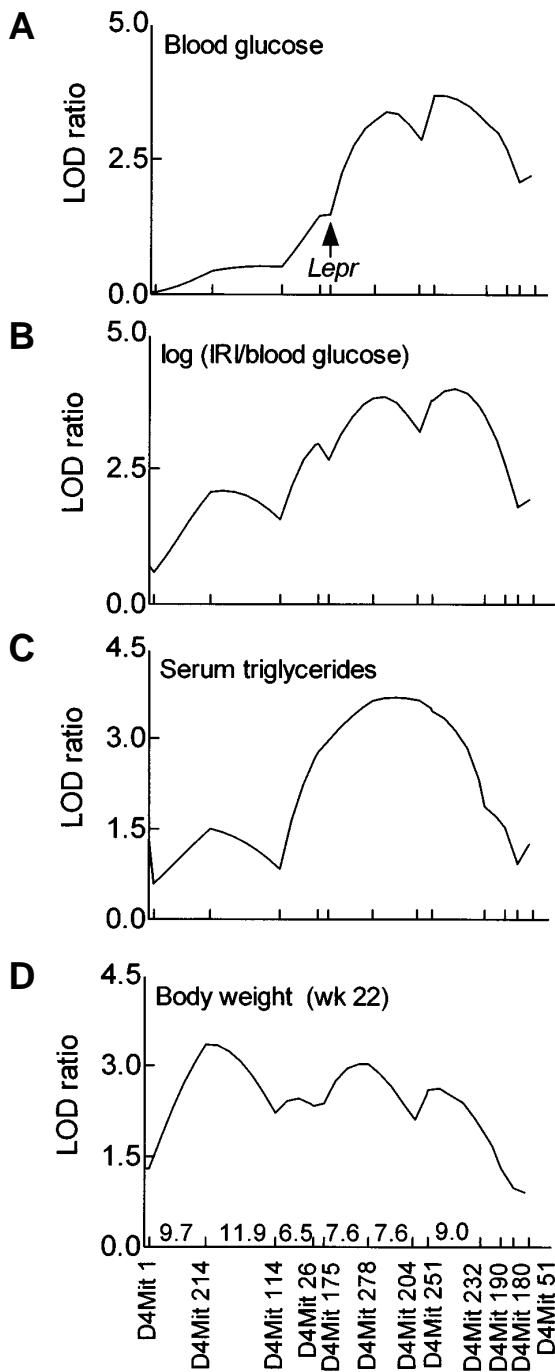 A
Blood glucose
LOD ratio
5.0
2.5
0.0
Lepr
B
log (IRI/blood glucose)
LOD ratio
5.0
2.5
0.0
C
Serum triglycerides
LOD ratio
4.5
3.0
1.5
0.0
D
Body weight (wk 22)
LOD ratio
4.5
3.0
1.5
0.0
9.7 11.9 6.5 7.6 7.6 9.0
D4Mit 1
D4Mit 214
D4Mit 114
D4Mit 26
D4Mit 175
D4Mit 278
D4Mit 204
D4Mit 251
D4Mit 232
D4Mit 190
D4Mit 180
D4Mit 51